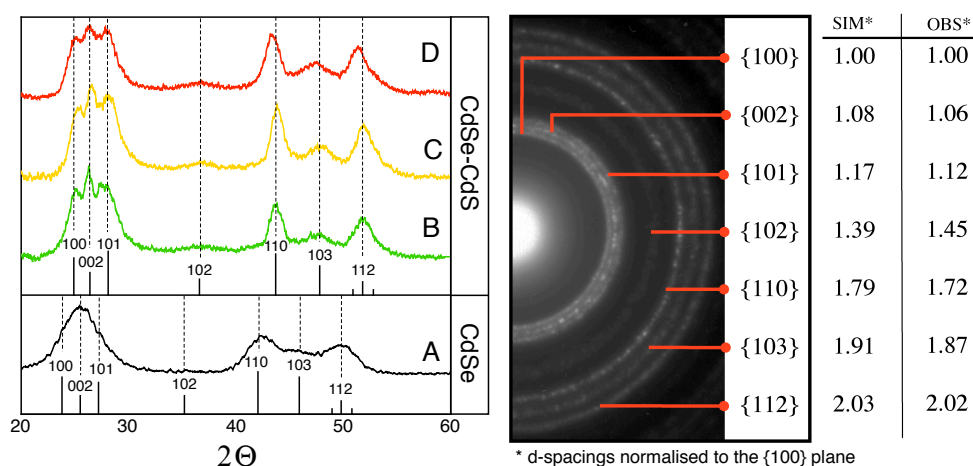 D
C
B
100
002
101
102
110
103
112
CdSe-CdS
A
100
002
101
102
110
103
112
CdSe
20 30 40 50 60
2Θ
SIM* OBS*
{100} 1.00 1.00
{002} 1.08 1.06
{101} 1.17 1.12
{102} 1.39 1.45
{110} 1.79 1.72
{103} 1.91 1.87
{112} 2.03 2.02
* d-spacings normalised to the {100} plane